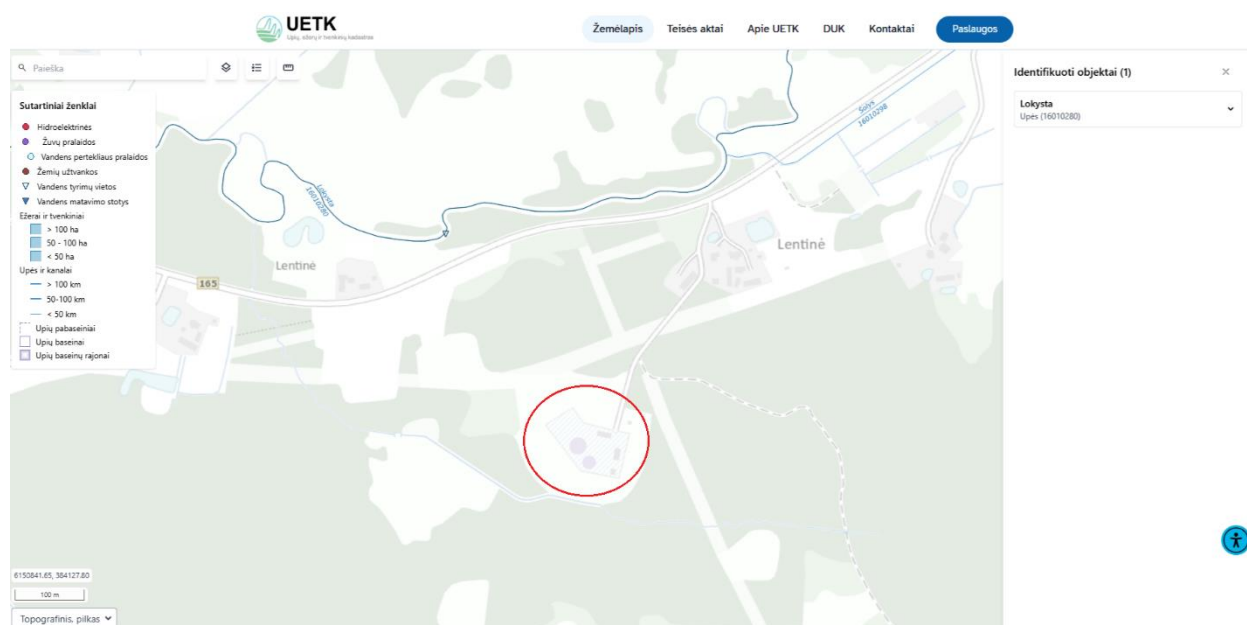 UETK
Upių, ežerų ir tvenkinių kadastras
Žemėlapis
Teisės aktai
Apie UETK
DUK
Kontaktai
Paslaugos
Paieška
Identifikuoti objektai (1)
Lokysta
Upės (16010280)
Sutartiniai ženklai
Hidroelektrinės
Žuvų pralaidos
Vandens pertekliaus pralaidos
Žemių užtvankos
Vandens tyrimų vietos
Vandens matavimo stotys
Ežerai ir tvenkiniai
> 100 ha
50 - 100 ha
< 50 ha
Upės ir kanalai
> 100 km
50-100 km
< 50 km
Upių pabaseiniai
Upių baseinai
Upių baseinų rajonai
Šolys
16010298
Lokysta
16010280
Lentinė
Lentinė
165
6150841.65, 384127.80
100 m
Topografinis, pilkas